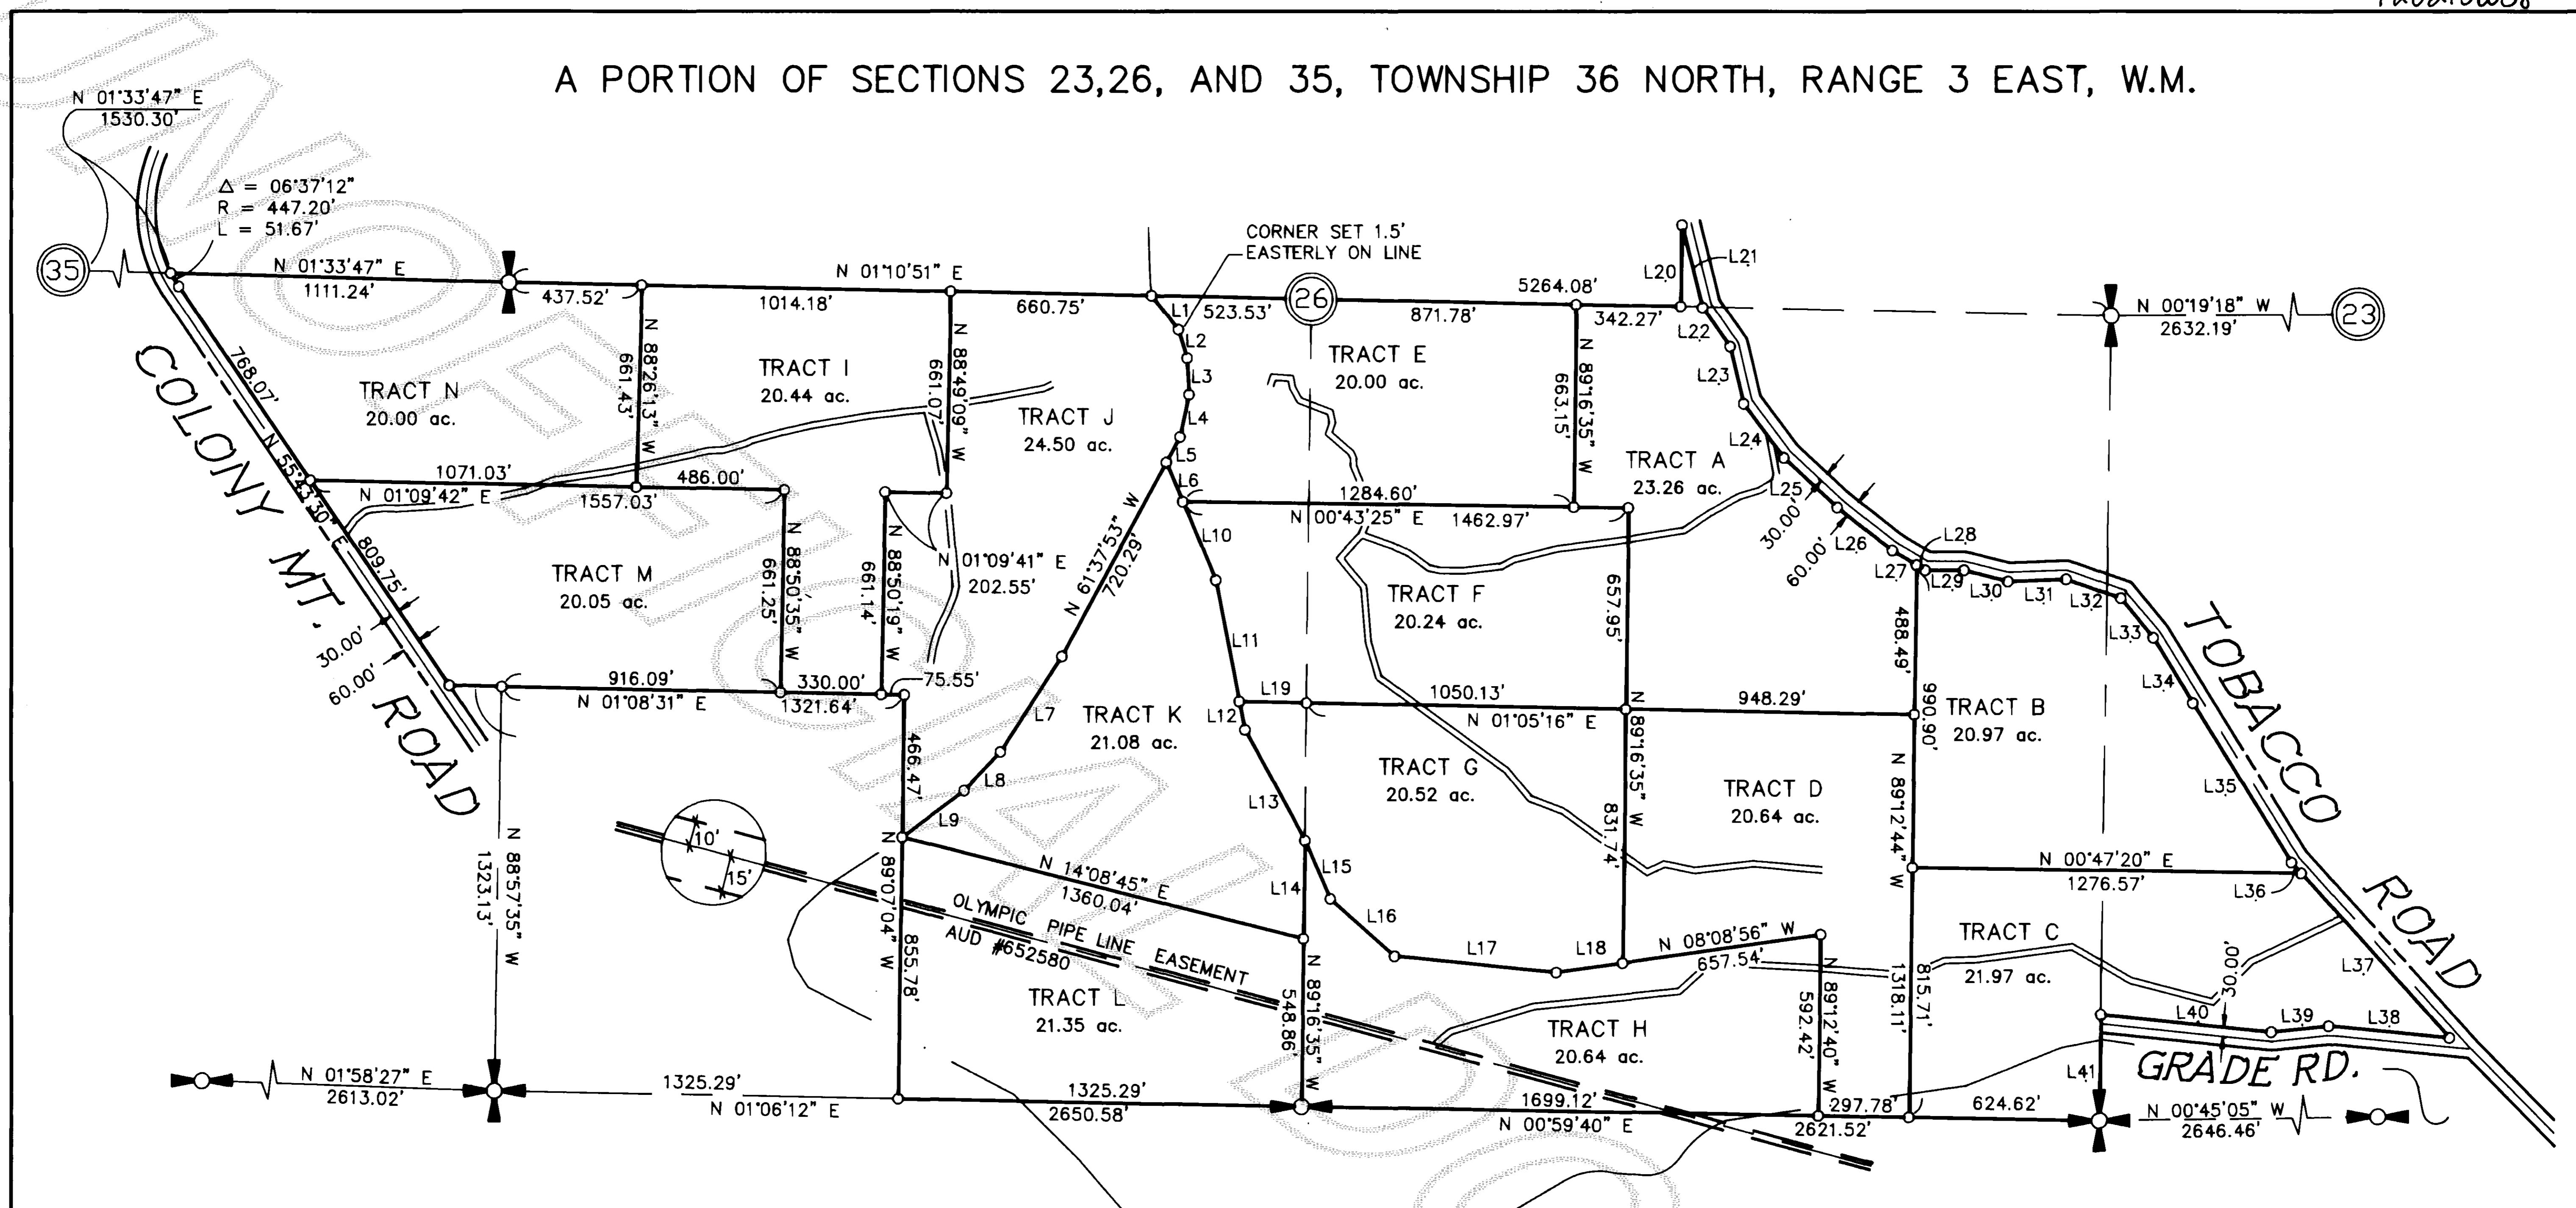 A PORTION OF SECTIONS 23,26, AND 35, TOWNSHIP 36 NORTH, RANGE 3 EAST, W.M.
N 01°33'47" E
1530.30'
Δ = 06°37'12"
R = 447.20'
L = 51.67'
CORNER SET 1.5'
EASTERLY ON LINE
35
N 01°33'47" E
1111.24'
437.52'
N 01°10'51" E
1014.18'
660.75'
523.53'
26
5264.08'
871.78'
342.27'
L20
L21
N 00°19'18" W
2632.19'
23
L1
L2
L3
L4
L5
L6
L22
L23
L24
L25
L26
L27
L28
L29
L30
L31
L32
L33
L34
L35
L36
L37
768.07'
N 55°43'30" E
809.75'
COLONY MT. ROAD
30.00'
60.00'
TRACT N
20.00 ac.
N 88°26'13" W
661.43'
TRACT I
20.44 ac.
N 88°49'09" W
661.07'
TRACT J
24.50 ac.
TRACT E
20.00 ac.
N 89°16'35" W
663.15'
TRACT A
23.26 ac.
30.00'
60.00'
1071.03'
N 01°09'42" E
1557.03'
486.00'
1284.60'
N 00°43'25" E
1462.97'
TRACT M
20.05 ac.
N 88°50'35" W
661.25'
N 88°50'19" W
661.14'
N 01°09'41" E
202.55'
N 61°37'53" W
720.29'
L10
L11
TRACT F
20.24 ac.
657.95'
488.49'
990.90'
TOBACCO ROAD
916.09'
N 01°08'31" E
330.00'
1321.64'
75.55'
L7
L8
L9
TRACT K
21.08 ac.
L12
L13
L19
1050.13'
N 01°05'16" E
948.29'
TRACT B
20.97 ac.
466.47'
TRACT G
20.52 ac.
N 89°16'35" W
831.74'
TRACT D
20.64 ac.
N 89°12'44" W
N 88°57'35" W
1323.13'
10'
15'
N 89°07'04" W
855.78'
N 14°08'45" E
1360.04'
OLYMPIC PIPE LINE EASEMENT
AUD #652580
TRACT L
21.35 ac.
L14
L15
L16
L17
L18
N 08°08'56" W
657.54'
N 00°47'20" E
1276.57'
TRACT C
21.97 ac.
815.71'
1318.11'
30.00'
L40
L39
L38
L41
GRADE RD.
N 89°16'35" W
548.86'
TRACT H
20.64 ac.
N 89°12'40" W
592.42'
N 01°58'27" E
2613.02'
1325.29'
N 01°06'12" E
1325.29'
2650.58'
1699.12'
N 00°59'40" E
297.78'
2621.52'
624.62'
N 00°45'05" W
2646.46'